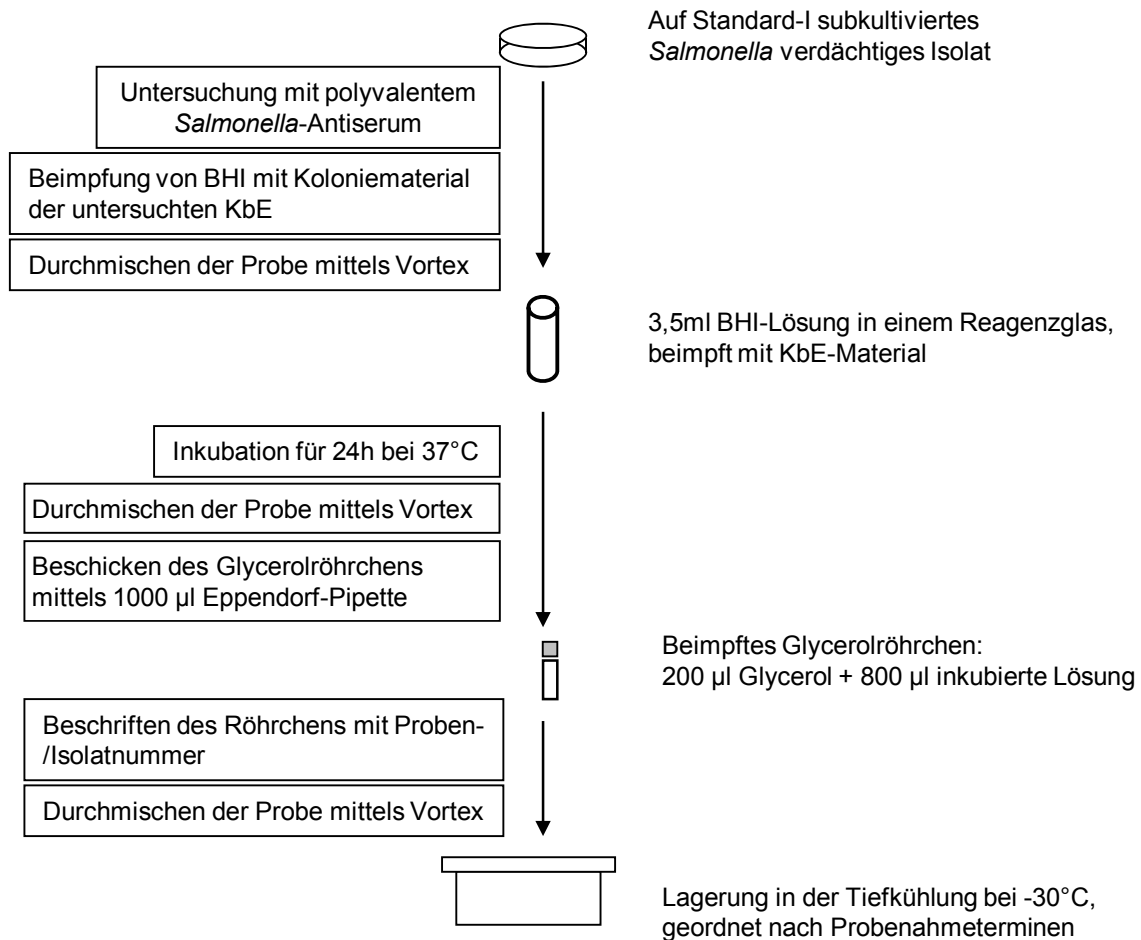 Auf Standard-I subkultiviertes
Salmonella verdächtiges Isolat
Untersuchung mit polyvalentem
Salmonella-Antiserum
Beimpfung von BHI mit Koloniematerial
der untersuchten KbE
Durchmischen der Probe mittels Vortex
3,5ml BHI-Lösung in einem Reagenzglas,
beimpft mit KbE-Material
Inkubation für 24h bei 37°C
Durchmischen der Probe mittels Vortex
Beschicken des Glycerolröhrchens
mittels 1000 µl Eppendorf-Pipette
Beimpftes Glycerolröhrchen:
200 µl Glycerol + 800 µl inkubierte Lösung
Beschriften des Röhrchens mit Proben-
/Isolatnummer
Durchmischen der Probe mittels Vortex
Lagerung in der Tiefkühlung bei -30°C,
geordnet nach Probenahmeterminen